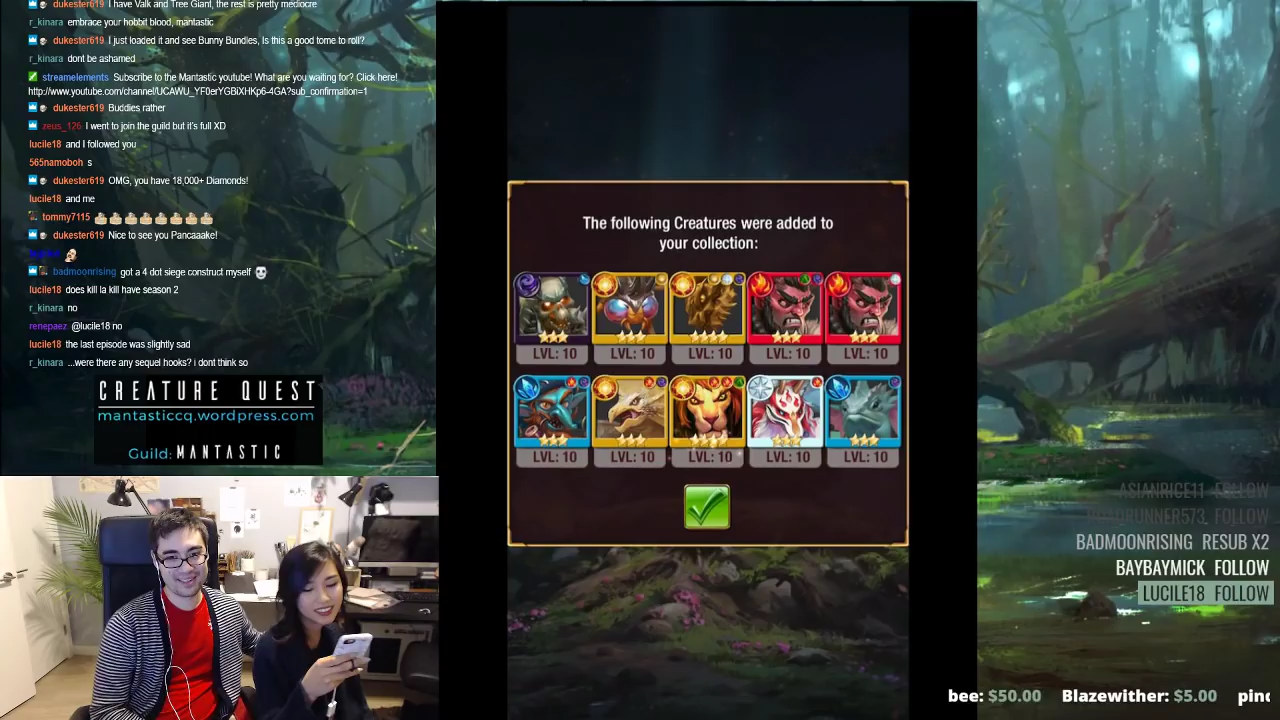 dukester619 I have Valk and Tree Giant, the rest is pretty mediocre
r_kinara embrace your hobbit blood, mantastic
dukester619 I just loaded it and see Bunny Bundles, Is this a good tome to roll?
r_kinara dont be ashamed
streamelements Subscribe to the Mantastic youtube! What are you waiting for? Click here!
http://www.youtube.com/channel/UCAWU_YF0erYGBiXHKp6-4GA?sub_confirmation=1
dukester619 Buddies rather
zeus_126 I went to join the guild but it's full XD
lucile18 and I followed you
565namoboh s
dukester619 OMG, you have 18,000+ Diamonds!
lucile18 and me
tommy7115
dukester619 Nice to see you Pancaaake!
badmoonrising got a 4 dot siege construct myself
lucile18 does kill la kill have season 2
r_kinara no
renepaez @lucile18 no
lucile18 the last episode was slightly sad
r_kinara ...were there any sequel hooks? i dont think so
CREATURE QUEST
mantasticcq.wordpress.com
Guild: MANTASTIC
The following Creatures were added to
your collection:
LVL: 10 LVL: 10 LVL: 10 LVL: 10 LVL: 10
LVL: 10 LVL: 10 LVL: 10 LVL: 10 LVL: 10
ASIANRICE11 FOLLOW
FOLLOW
BADMOONRISING RESUB X2
BAYBAYMICK FOLLOW
LUCILE18 FOLLOW
bee: $50.00 Blazewither: $5.00